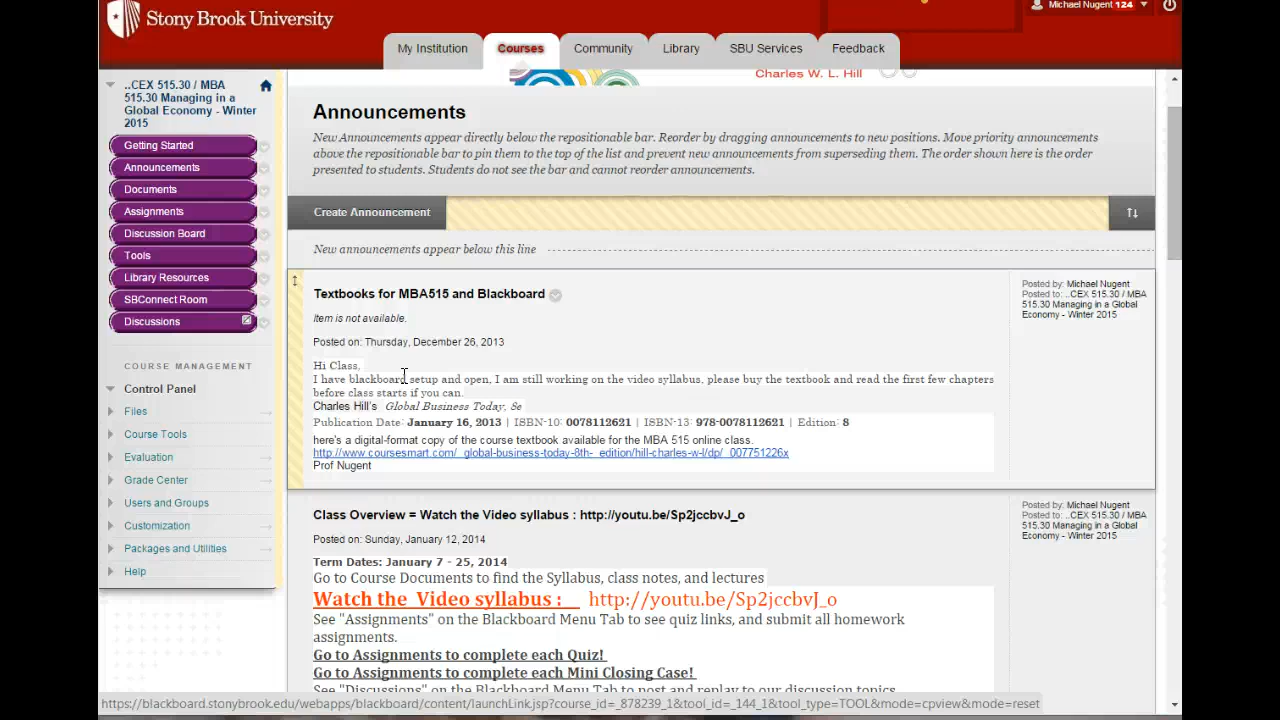 Stony Brook University
Michael Nugent 124
My Institution
Courses
Community
Library
SBU Services
Feedback
Charles W. L. Hill
..CEX 515.30 / MBA
515.30 Managing in a
Global Economy - Winter
2015
Getting Started
Announcements
Documents
Assignments
Discussion Board
Tools
Library Resources
SBConnect Room
Discussions
COURSE MANAGEMENT
Control Panel
Files
Course Tools
Evaluation
Grade Center
Users and Groups
Customization
Packages and Utilities
Help
Announcements
New Announcements appear directly below the repositionable bar. Reorder by dragging announcements to new positions. Move priority announcements
above the repositionable bar to pin them to the top of the list and prevent new announcements from superseding them. The order shown here is the order
presented to students. Students do not see the bar and cannot reorder announcements.
Create Announcement
New announcements appear below this line
Textbooks for MBA515 and Blackboard
Item is not available.
Posted on: Thursday, December 26, 2013
Hi Class,
I have blackboard setup and open, I am still working on the video syllabus, please buy the textbook and read the first few chapters
before class starts if you can.
Charles Hill's Global Business Today, 8e
Publication Date: January 16, 2013 | ISBN-10: 0078112621 | ISBN-13: 978-0078112621 | Edition: 8
here's a digital-format copy of the course textbook available for the MBA 515 online class.
http://www.coursesmart.com/_global-business-today-8th-_edition/hill-charles-w-l/dp/_007751226x
Prof Nugent
Posted by: Michael Nugent
Posted to: ..CEX 515.30 / MBA
515.30 Managing in a Global
Economy - Winter 2015
Class Overview = Watch the Video syllabus : http://youtu.be/Sp2jccbvJ_o
Posted on: Sunday, January 12, 2014
Term Dates: January 7 - 25, 2014
Go to Course Documents to find the Syllabus, class notes, and lectures
Watch the Video syllabus : http://youtu.be/Sp2jccbvJ_o
See "Assignments" on the Blackboard Menu Tab to see quiz links, and submit all homework
assignments.
Go to Assignments to complete each Quiz!
Go to Assignments to complete each Mini Closing Case!
See "Discussions" on the Blackboard Menu Tab to post and replay to our discussion topics
Posted by: Michael Nugent
Posted to: ..CEX 515.30 / MBA
515.30 Managing in a Global
Economy - Winter 2015
https://blackboard.stonybrook.edu/webapps/blackboard/content/launchLink.jsp?course_id=_878239_1&tool_id=_144_1&tool_type=TOOL&mode=cpview&mode=reset